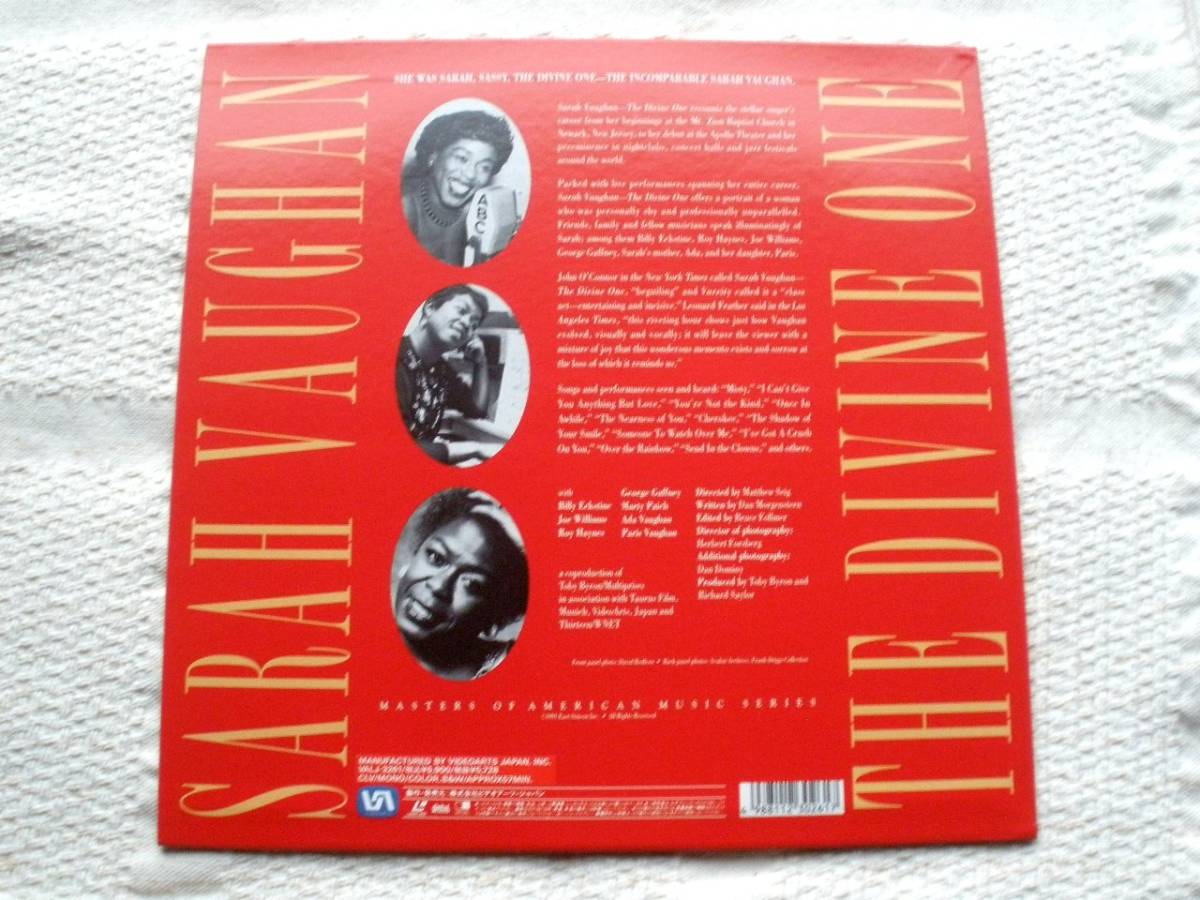 SARAH VAUGHAN
SHE WAS SARAH, SASSY, THE DIVINE ONE—THE INCOMPARABLE SARAH VAUGHAN.
Sarah Vaughan—The Divine One presents the stellar singer's
career from her beginnings at the Mt. Zion Baptist Church in
Newark, New Jersey, to her debut at the Apollo Theater and her
preeminence in nightclubs, concert halls and jazz festivals
around the world.
Packed with live performances spanning her entire career,
Sarah Vaughan—The Divine One offers a portrait of a woman
who was personally shy and professionally unparallelled.
Friends, family and fellow musicians speak illuminatingly of
Sarah; among them Billy Eckstine, Roy Haynes, Joe Williams,
George Gaffney, Sarah's mother, Ada, and her daughter, Paris.
John O'Connor in the New York Times called Sarah Vaughan—
The Divine One, "beguiling" and Variety called it a "class
act—entertaining and incisive." Leonard Feather said in the Los
Angeles Times, "this riveting hour shows just how Vaughan
evolved, visually and vocally; it will leave the viewer with a
mixture of joy that this wonderous memento exists and sorrow at
the loss of which it reminds us."
Songs and performances seen and heard: "Misty," "I Can't Give
You Anything But Love," "You're Not the Kind," "Once In
Awhile," "The Nearness of You," "Cherokee," "The Shadow of
Your Smile," "Someone To Watch Over Me," "I've Got A Crush
On You," "Over the Rainbow," "Send In the Clowns," and others.
with
Billy Eckstine
Joe Williams
Roy Haynes
George Gaffney
Marty Paich
Ada Vaughan
Paris Vaughan
Directed by Matthew Seig
Written by Dan Morgenstern
Edited by Bruce
Director of photography:
Herbert
Additional photography:
Dan
Produced by Toby Byron and
Richard Saylor
a coproduction of
Toby Byron/Multiprises
in association with Taurus Film,
Munich, Videoarts, Japan and
Thirteen/WNET
MASTERS OF AMERICAN MUSIC SERIES
All Rights Reserved
MANUFACTURED BY VIDEOARTS JAPAN. INC.
CLV/MONO/COLOR.B&W/APPROX57MIN.
ABC
THE DIVINE ONE